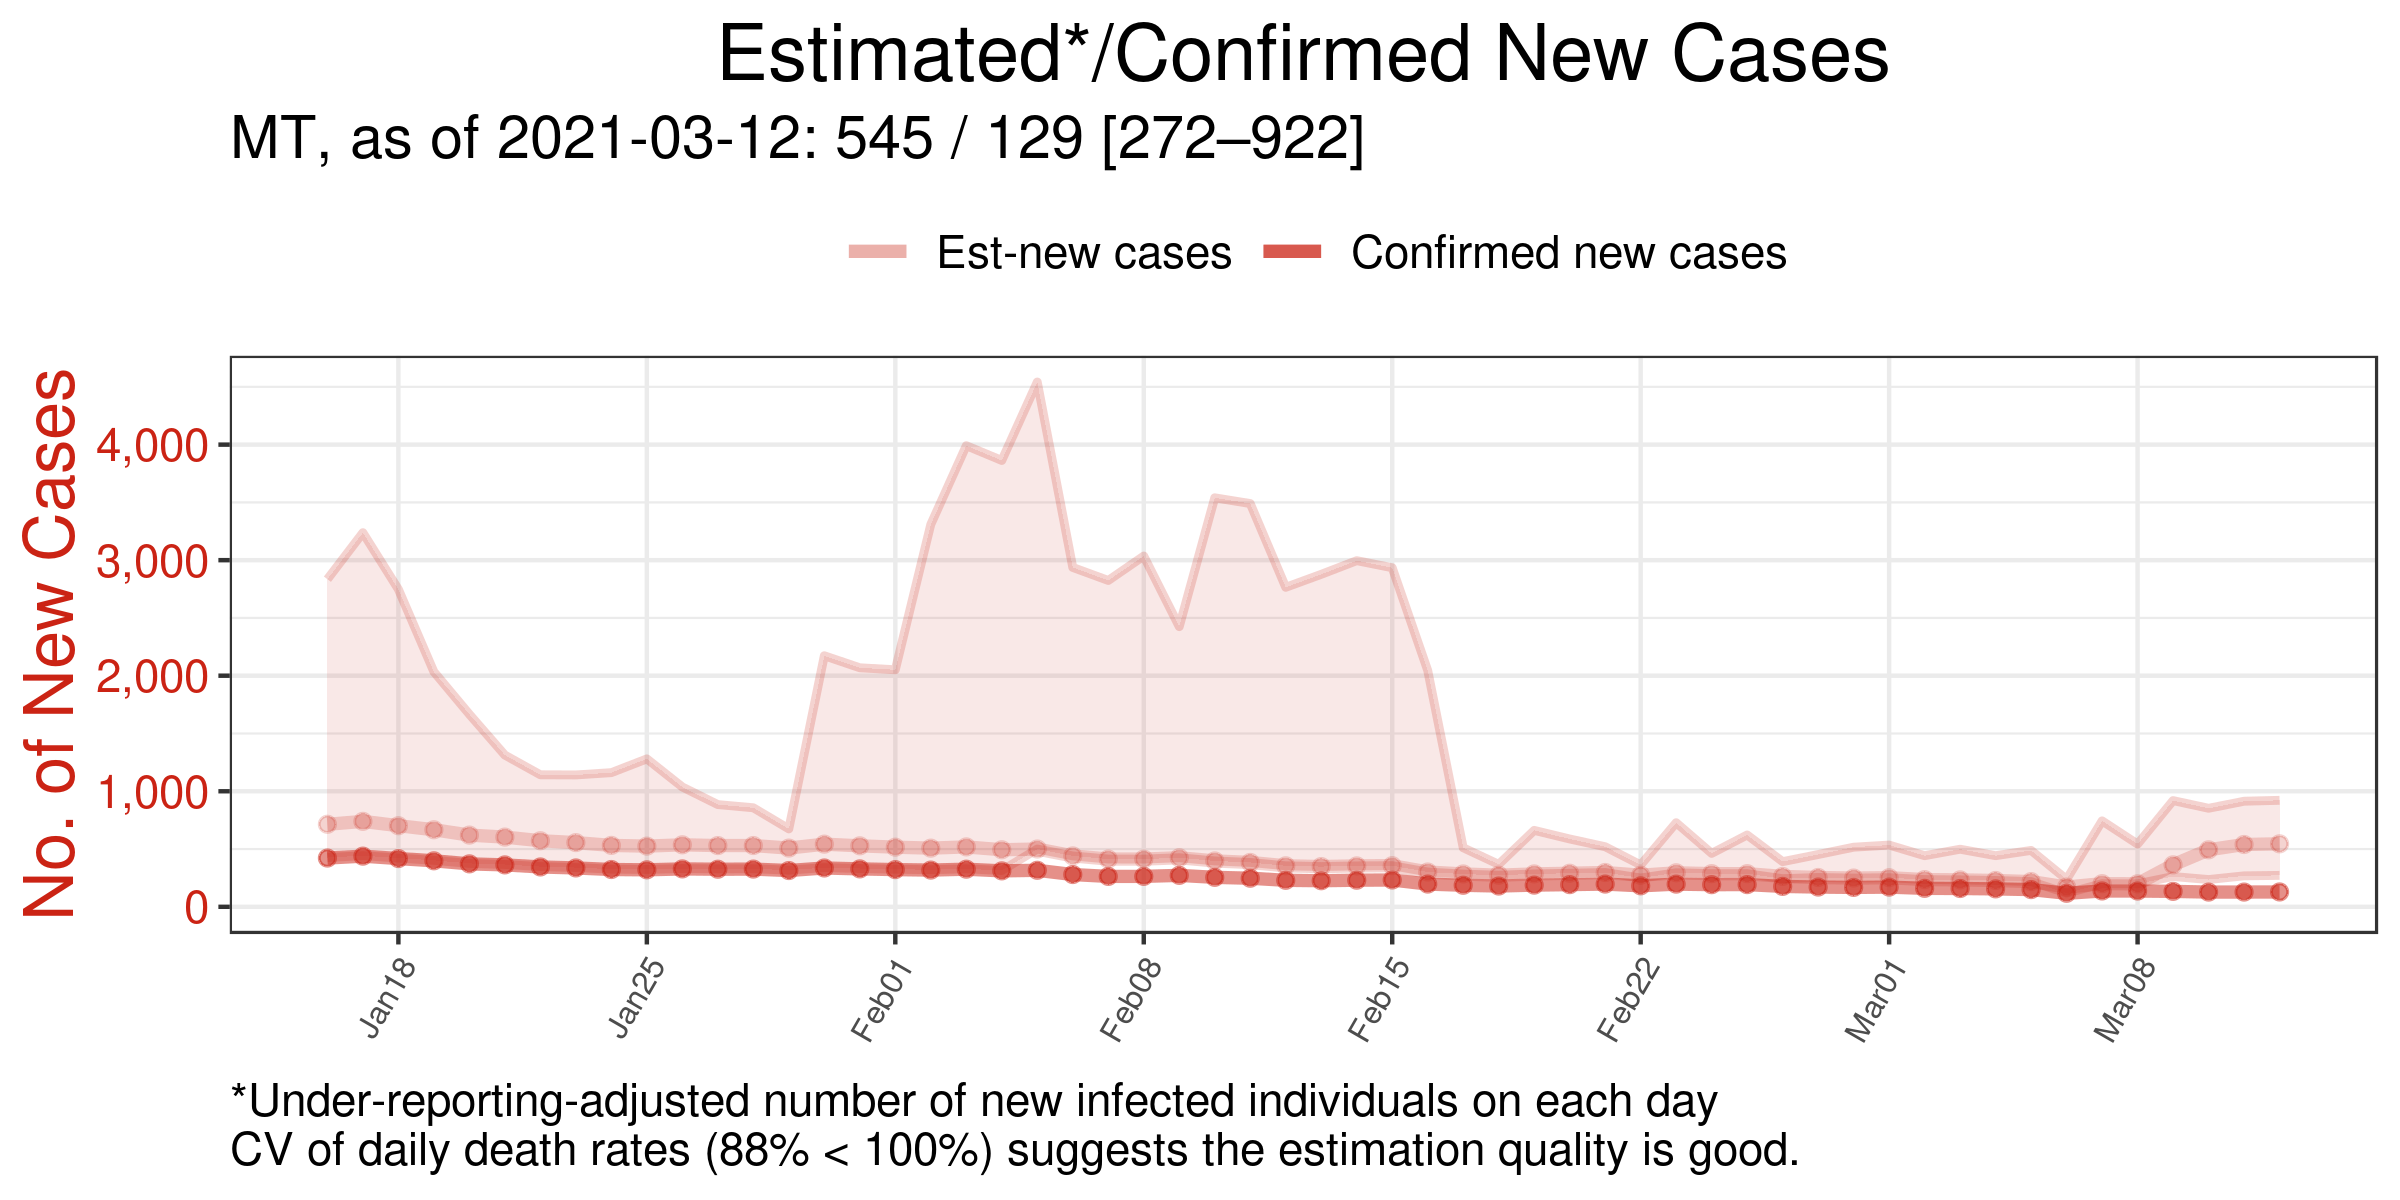 Estimated*/Confirmed New Cases
MT, as of 2021-03-12: 545 / 129 [272–922]
Est-new cases
Confirmed new cases
No. of New Cases
4,000
3,000
2,000
1,000
0
Jan18
Jan25
Feb01
Feb08
Feb15
Feb22
Mar01
Mar08
*Under-reporting-adjusted number of new infected individuals on each day
CV of daily death rates (88% < 100%) suggests the estimation quality is good.